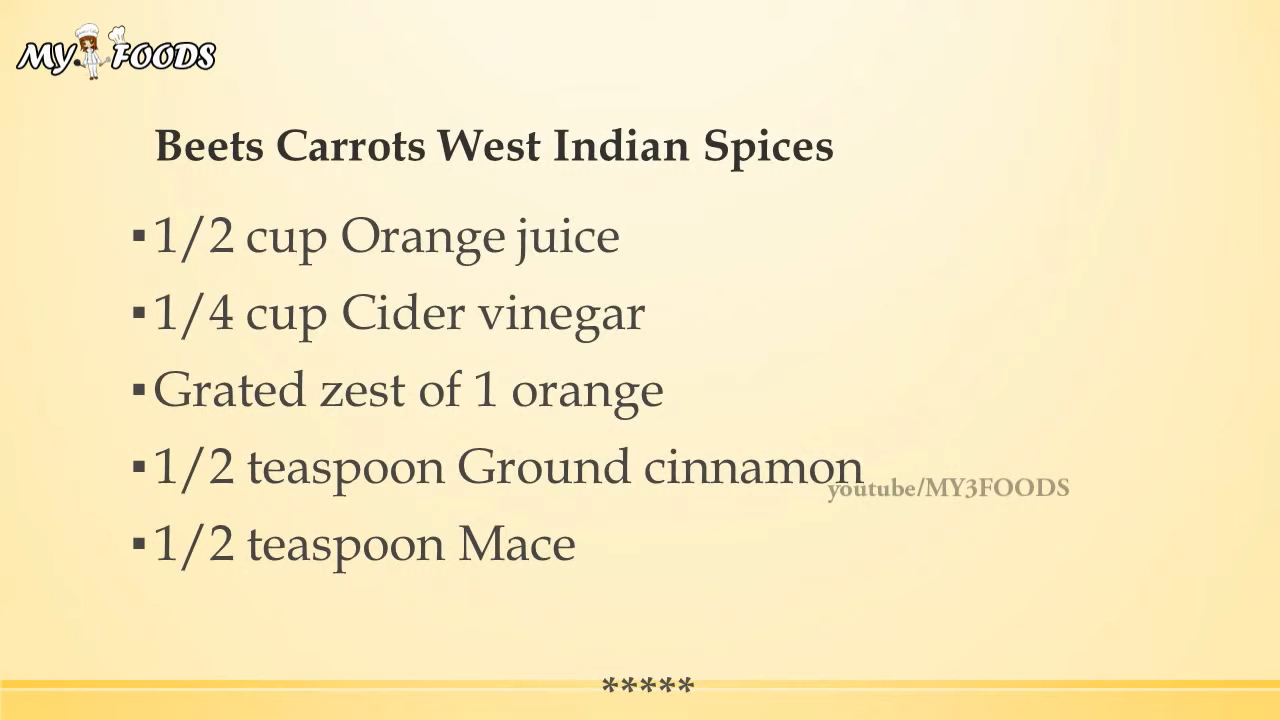 MY FOODS
Beets Carrots West Indian Spices
▪1/2 cup Orange juice
▪1/4 cup Cider vinegar
▪Grated zest of 1 orange
▪1/2 teaspoon Ground cinnamon
youtube/MY3FOODS
▪1/2 teaspoon Mace
*****